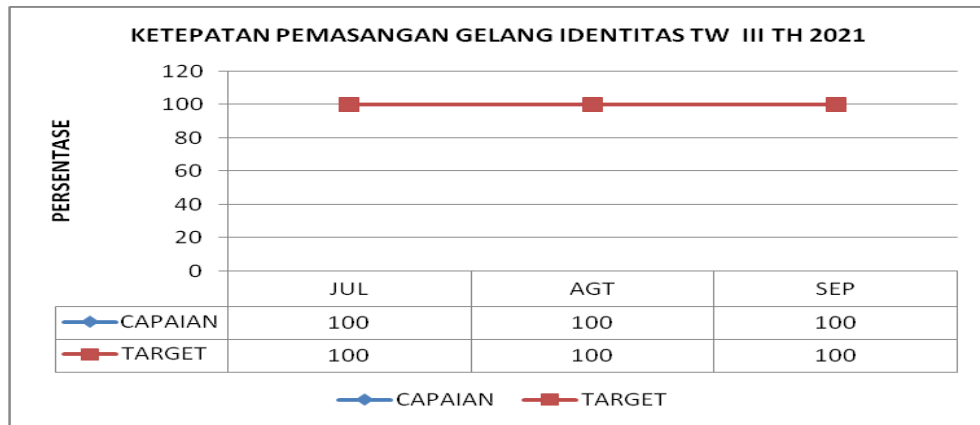 KETEPATAN PEMASANGAN GELANG IDENTITAS TW III TH 2021
PERSENTASE
120
100
80
60
40
20
0
JUL AGT SEP
CAPAIAN 100 100 100
TARGET 100 100 100
CAPAIAN TARGET